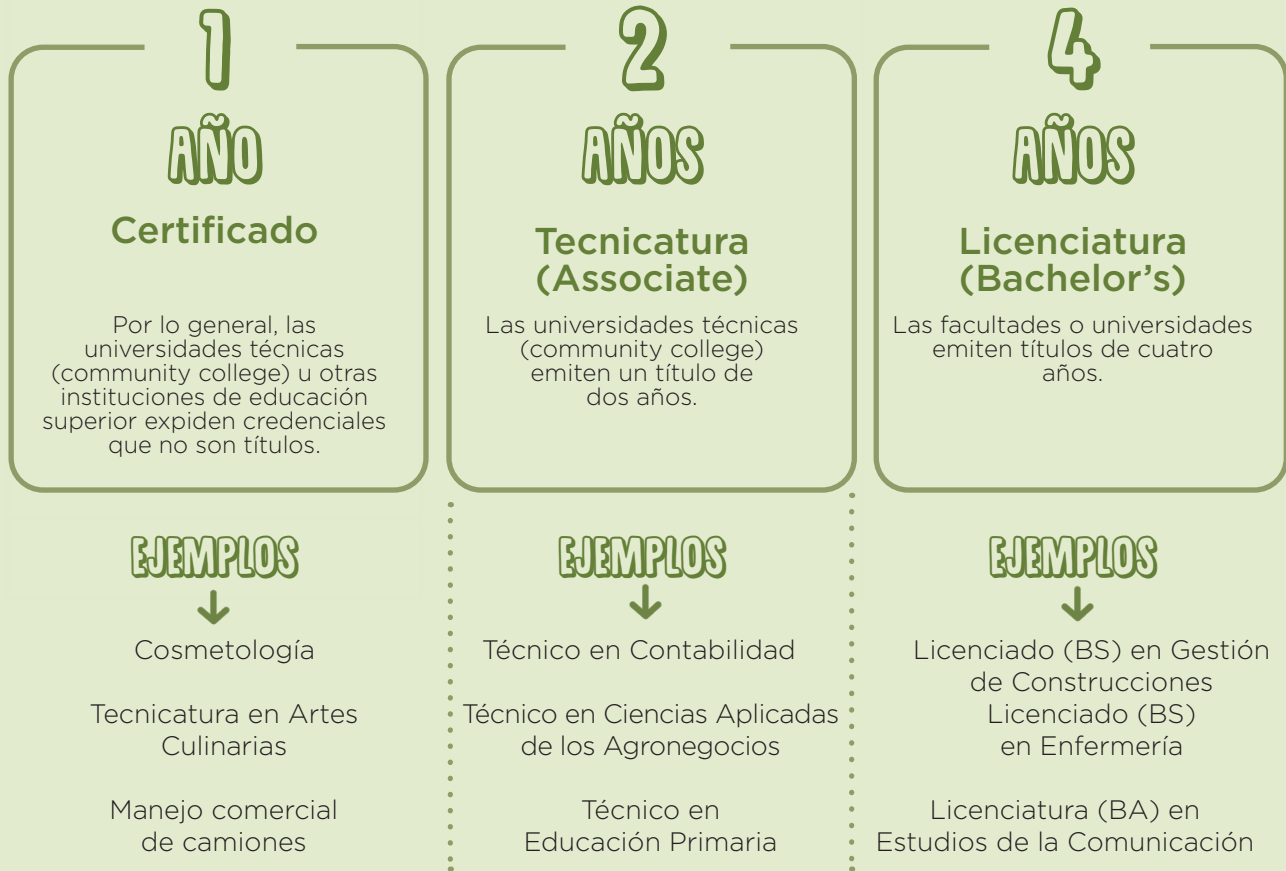 1
AÑO
Certificado
Por lo general, las
universidades técnicas
(community college) u otras
instituciones de educación
superior expiden credenciales
que no son títulos.
EJEMPLOS
Cosmetología
Tecnicatura en Artes
Culinarias
Manejo comercial
de camiones
2
AÑOS
Tecnicatura
(Associate)
Las universidades técnicas
(community college)
emiten un título de
dos años.
EJEMPLOS
Técnico en Contabilidad
Técnico en Ciencias Aplicadas
de los Agronegocios
Técnico en
Educación Primaria
4
AÑOS
Licenciatura
(Bachelor’s)
Las facultades o universidades
emiten títulos de cuatro
años.
EJEMPLOS
Licenciado (BS) en Gestión
de Construcciones
Licenciado (BS)
en Enfermería
Licenciatura (BA) en
Estudios de la Comunicación